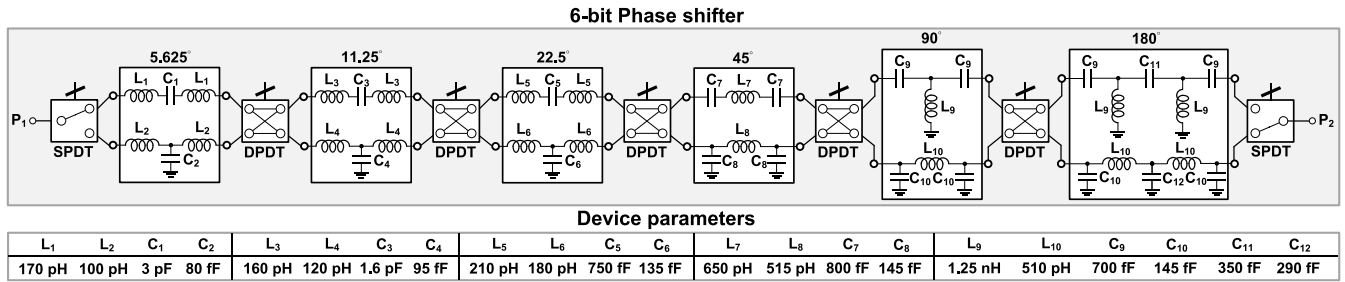 6-bit Phase shifter
5.625° 11.25° 22.5° 45° 90° 180°
C₉ C₉ C₉ C₁₁ C₉
L₁ C₁ L₁ L₃ C₃ L₃ L₅ C₅ L₅ C₇ L₇ C₇
L₉ L₉ L₉
P₁ P₂
L₂ L₂ L₄ L₄ L₆ L₆ L₈
SPDT DPDT DPDT DPDT DPDT DPDT SPDT
L₁₀ L₁₀ L₁₀
C₂ C₄ C₆ C₈ C₈
C₁₀ C₁₀ C₁₀ C₁₂ C₁₀
Device parameters
L₁ L₂ C₁ C₂ L₃ L₄ C₃ C₄ L₅ L₆ C₅ C₆ L₇ L₈ C₇ C₈ L₉ L₁₀ C₉ C₁₀ C₁₁ C₁₂
170 pH 100 pH 3 pF 80 fF 160 pH 120 pH 1.6 pF 95 fF 210 pH 180 pH 750 fF 135 fF 650 pH 515 pH 800 fF 145 fF 1.25 nH 510 pH 700 fF 145 fF 350 fF 290 fF